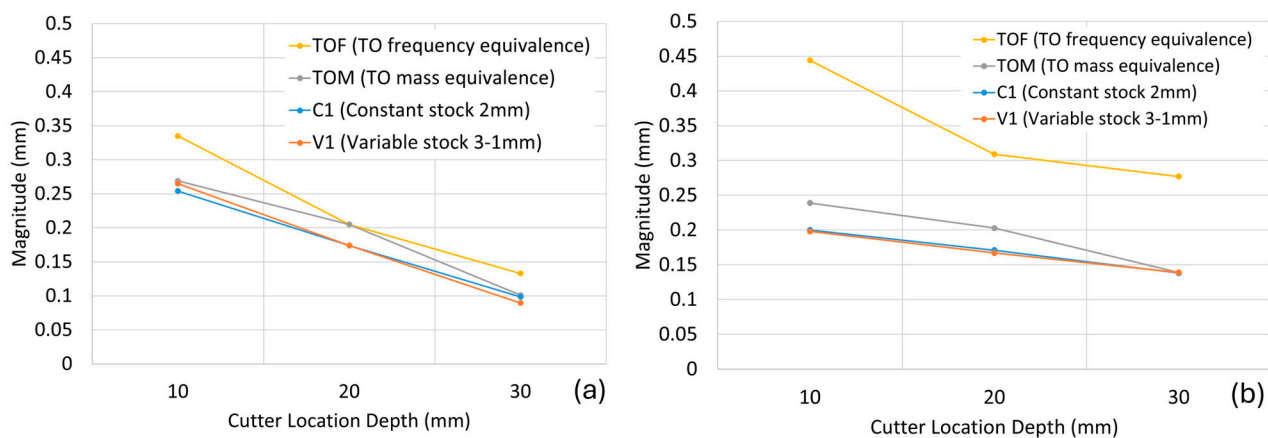 0.5
0.45
0.4
0.35
0.3
0.25
0.2
0.15
0.1
0.05
0
Magnitude (mm)
TOF (TO frequency equivalence)
TOM (TO mass equivalence)
C1 (Constant stock 2mm)
V1 (Variable stock 3-1mm)
10 20 30
Cutter Location Depth (mm)
(a)
0.5
0.45
0.4
0.35
0.3
0.25
0.2
0.15
0.1
0.05
0
Magnitude (mm)
TOF (TO frequency equivalence)
TOM (TO mass equivalence)
C1 (Constant stock 2mm)
V1 (Variable stock 3-1mm)
10 20 30
Cutter Location Depth (mm)
(b)